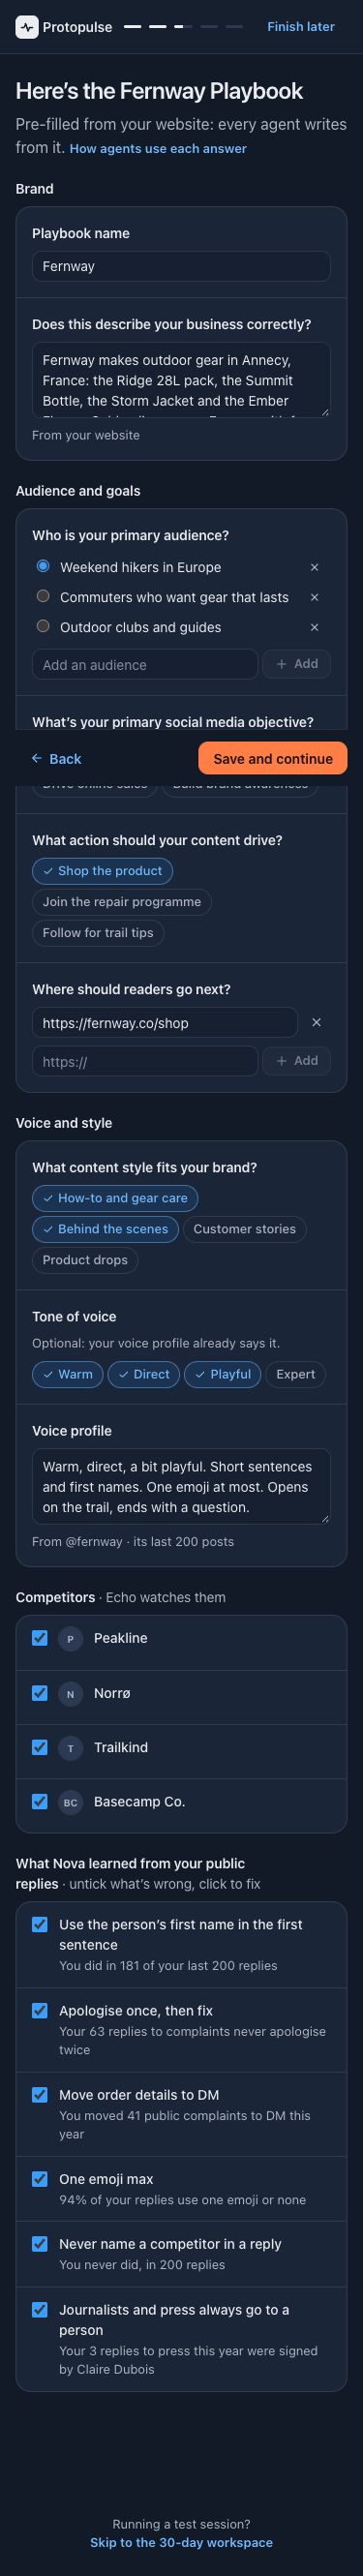 Protopulse
Finish later
Here’s the Fernway Playbook
Pre-filled from your website: every agent writes
from it. How agents use each answer
Brand
Playbook name
Fernway
Does this describe your business correctly?
Fernway makes outdoor gear in Annecy,
France: the Ridge 28L pack, the Summit
Bottle, the Storm Jacket and the Ember
From your website
Audience and goals
Who is your primary audience?
Weekend hikers in Europe
Commuters who want gear that lasts
Outdoor clubs and guides
Add an audience
Add
What’s your primary social media objective?
Back
Save and continue
Drive online sales Build brand awareness
What action should your content drive?
Shop the product
Join the repair programme
Follow for trail tips
Where should readers go next?
https://fernway.co/shop
https://
Add
Voice and style
What content style fits your brand?
How-to and gear care
Behind the scenes Customer stories
Product drops
Tone of voice
Optional: your voice profile already says it.
Warm Direct Playful Expert
Voice profile
Warm, direct, a bit playful. Short sentences
and first names. One emoji at most. Opens
on the trail, ends with a question.
From @fernway · its last 200 posts
Competitors · Echo watches them
P Peakline
N Norrø
T Trailkind
BC Basecamp Co.
What Nova learned from your public
replies · untick what’s wrong, click to fix
Use the person’s first name in the first
sentence
You did in 181 of your last 200 replies
Apologise once, then fix
Your 63 replies to complaints never apologise
twice
Move order details to DM
You moved 41 public complaints to DM this
year
One emoji max
94% of your replies use one emoji or none
Never name a competitor in a reply
You never did, in 200 replies
Journalists and press always go to a
person
Your 3 replies to press this year were signed
by Claire Dubois
Running a test session?
Skip to the 30-day workspace